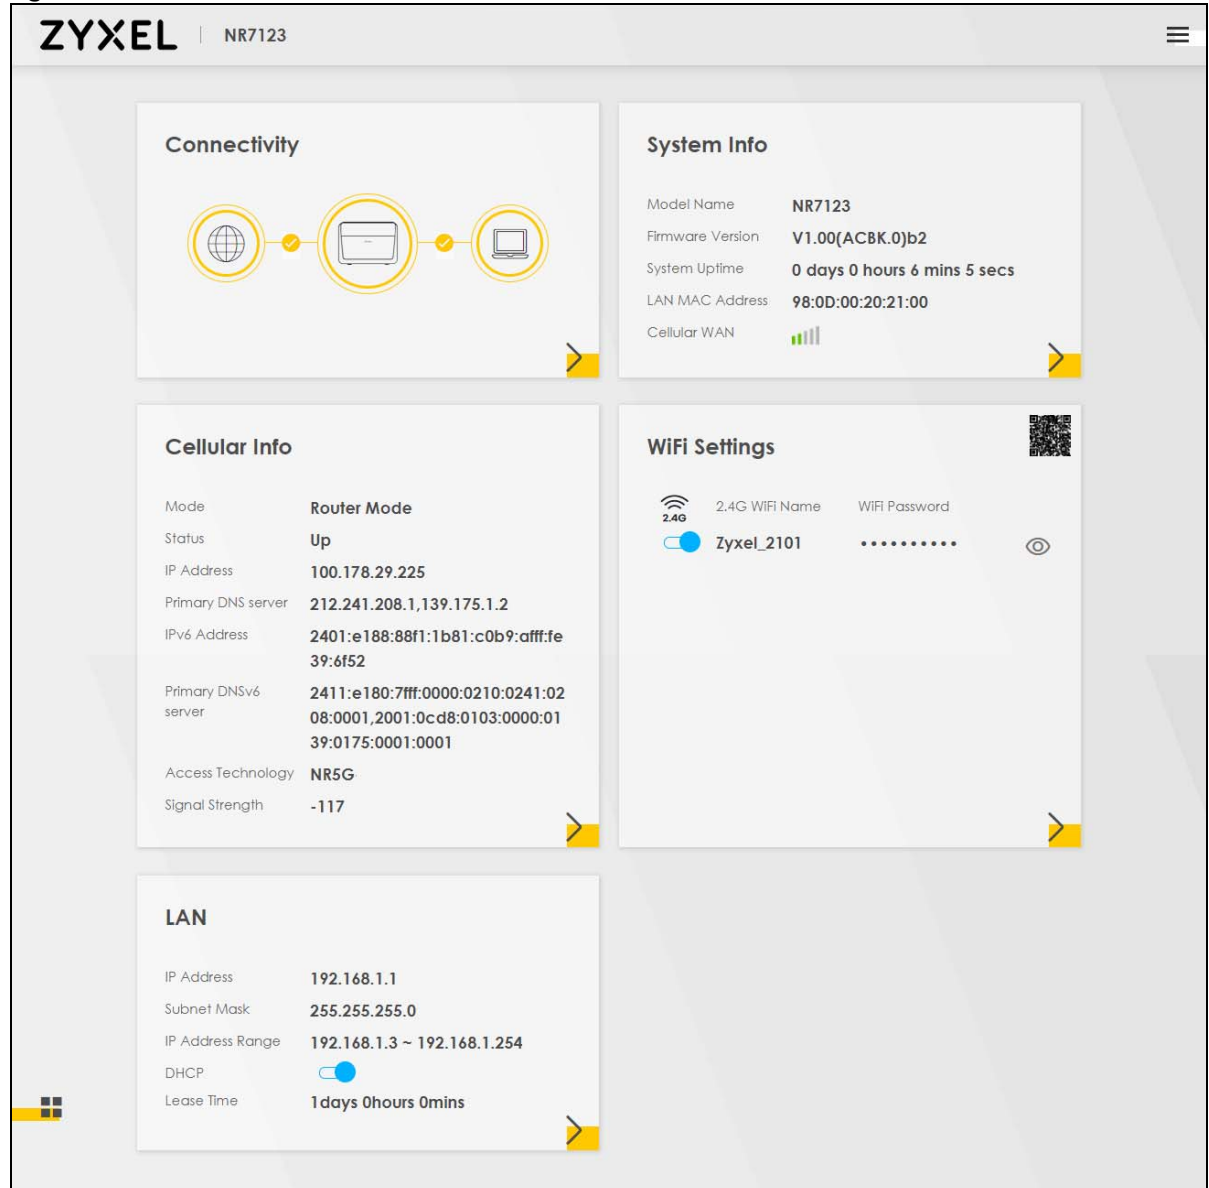 ZYXEL NR7123
Connectivity
System Info
Model Name NR7123
Firmware Version V1.00(ACBK.0)b2
System Uptime 0 days 0 hours 6 mins 5 secs
LAN MAC Address 98:0D:00:20:21:00
Cellular WAN
Cellular Info
Mode Router Mode
Status Up
IP Address 100.178.29.225
Primary DNS server 212.241.208.1,139.175.1.2
IPv6 Address 2401:e188:88f1:1b81:c0b9:afff:fe
39:6f52
Primary DNSv6 server 2411:e180:7fff:0000:0210:0241:02
08:0001,2001:0cd8:0103:0000:01
39:0175:0001:0001
Access Technology NR5G
Signal Strength -117
WiFi Settings
2.4G 2.4G WiFi Name WiFi Password
Zyxel_2101 ••••••••••
LAN
IP Address 192.168.1.1
Subnet Mask 255.255.255.0
IP Address Range 192.168.1.3 ~ 192.168.1.254
DHCP
Lease Time 1days 0hours 0mins